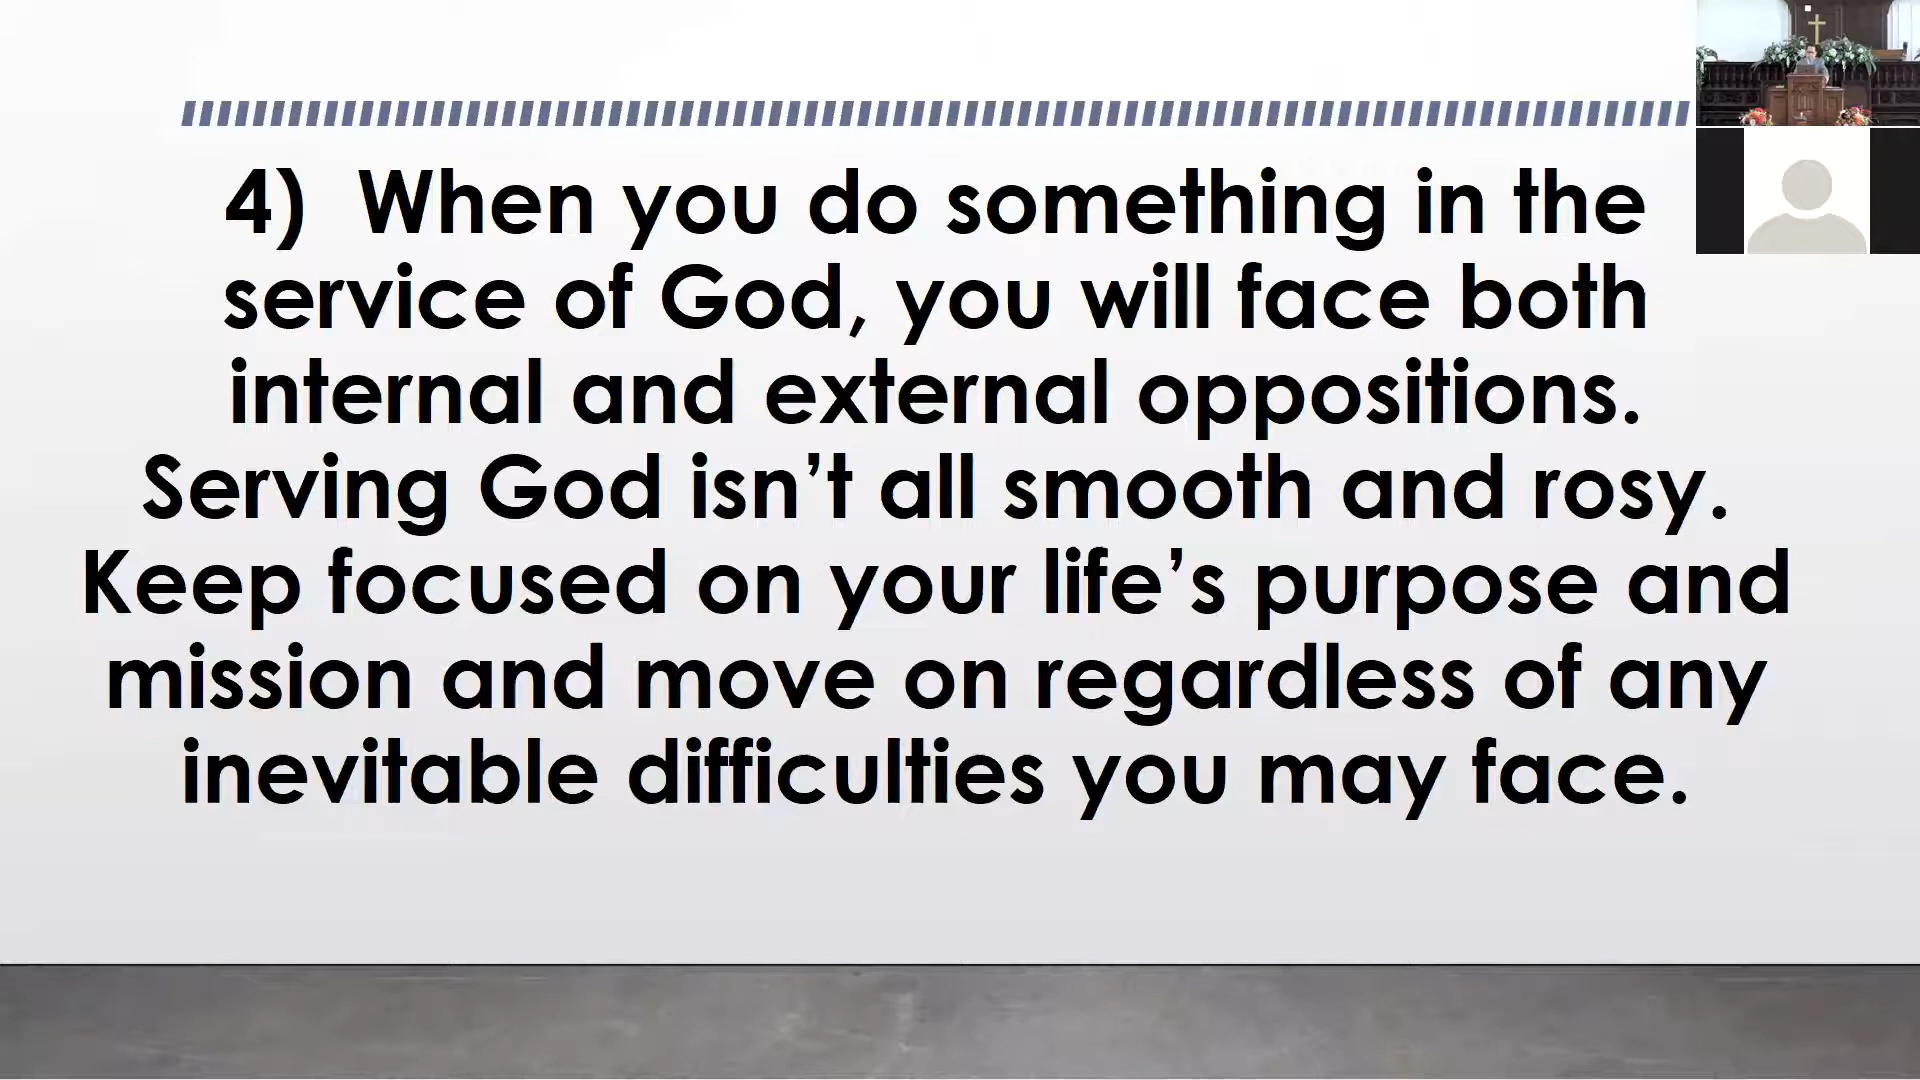 4) When you do something in the
service of God, you will face both
internal and external oppositions.
Serving God isn’t all smooth and rosy.
Keep focused on your life’s purpose and
mission and move on regardless of any
inevitable difficulties you may face.